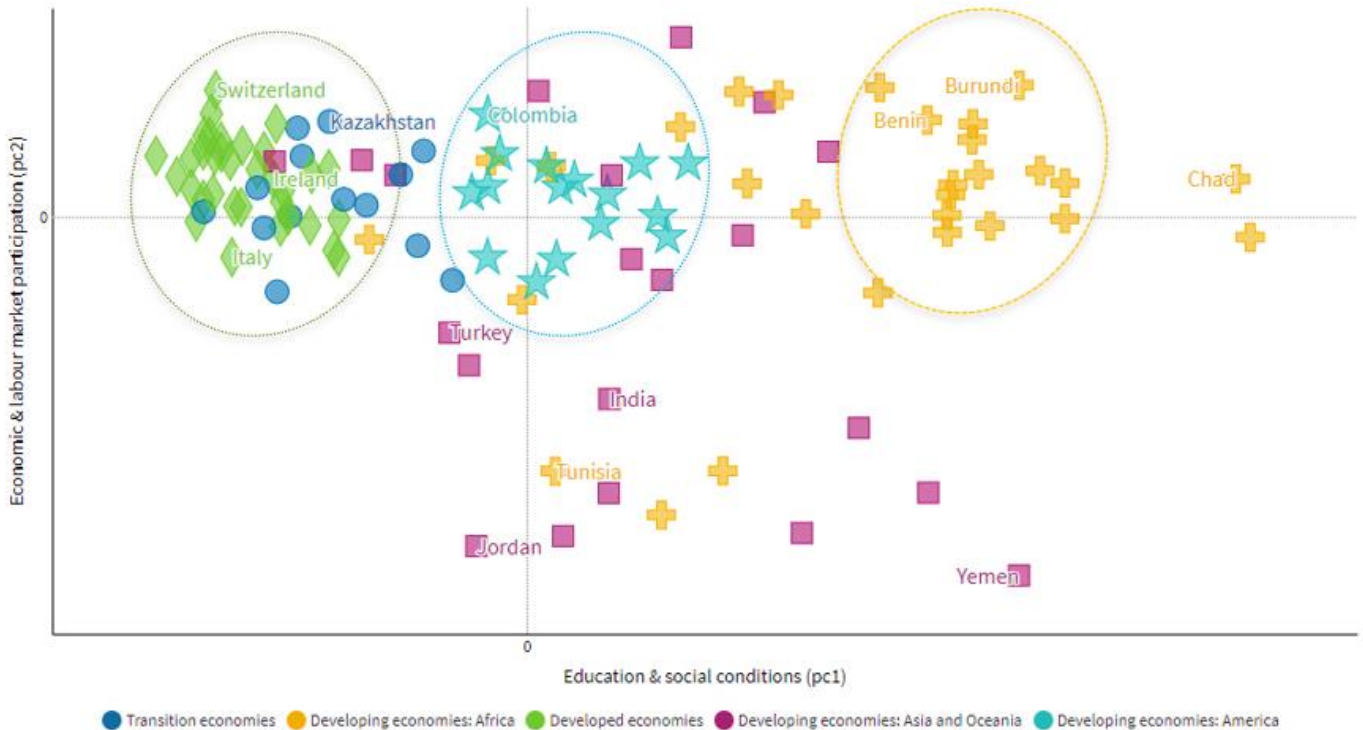 Economic & labour market participation (pc2)
Switzerland
Kazakhstan
Colombia
Burundi
Benin
Ireland
Chad
0
Italy
Turkey
India
Tunisia
Jordan
Yemen
0
Education & social conditions (pc1)
Transition economies
Developing economies: Africa
Developed economies
Developing economies: Asia and Oceania
Developing economies: America